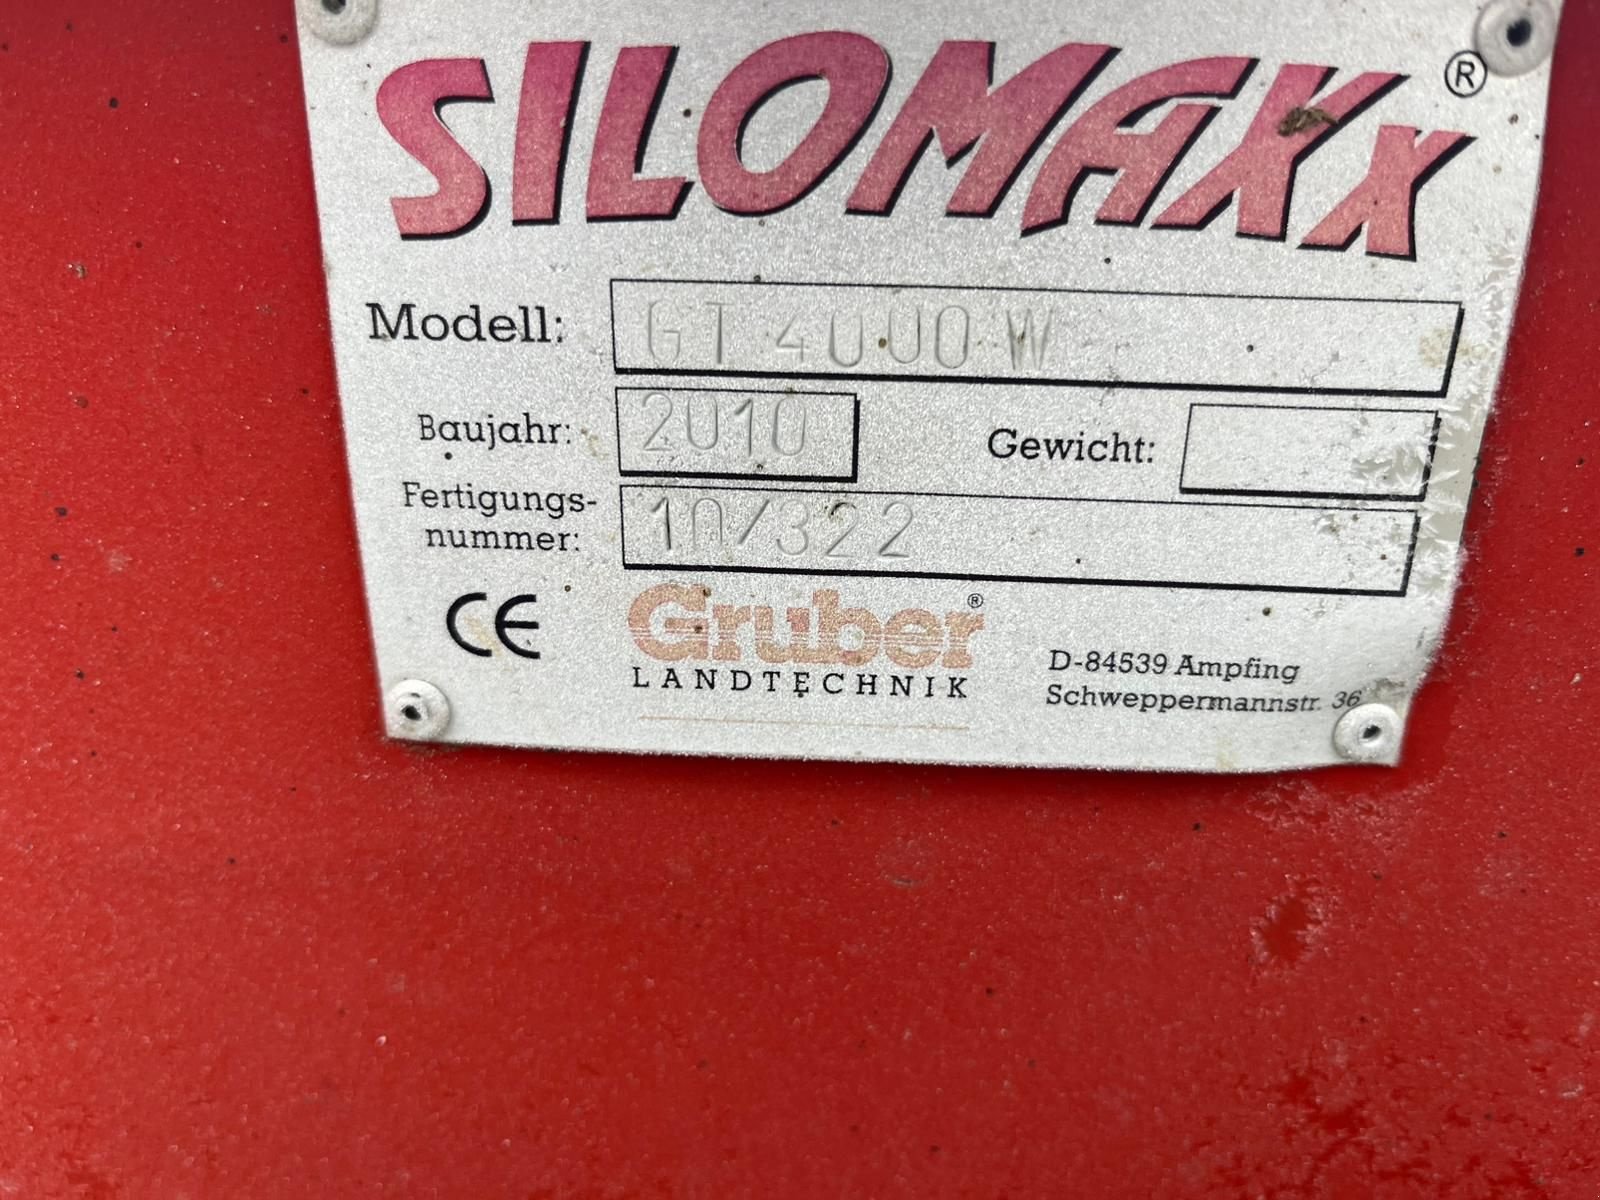 SILOMAXx®
Modell: GT 4000 W
Baujahr: 2010 Gewicht:
Fertigungs-
nummer: 10/322
CE Gruber®
LANDTECHNIK
D-84539 Ampfing
Schweppermannstr. 36